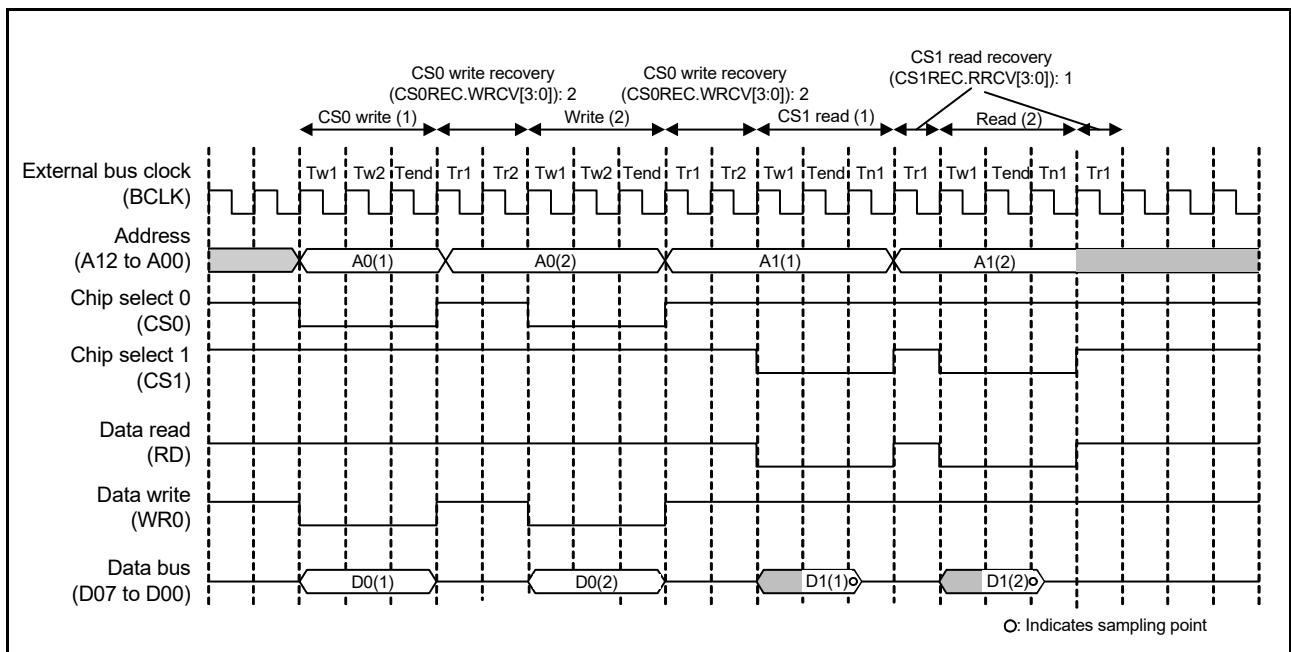 CS1 read recovery
(CS1REC.RRCV[3:0]): 1
CS0 write recovery
(CS0REC.WRCV[3:0]): 2
CS0 write recovery
(CS0REC.WRCV[3:0]): 2
CS0 write (1) Write (2) CS1 read (1) Read (2)
External bus clock
(BCLK)
Tw1 Tw2 Tend Tr1 Tr2 Tw1 Tw2 Tend Tr1 Tr2 Tw1 Tend Tn1 Tr1 Tw1 Tend Tn1 Tr1
Address
(A12 to A00)
A0(1) A0(2) A1(1) A1(2)
Chip select 0
(CS0)
Chip select 1
(CS1)
Data read
(RD)
Data write
(WR0)
Data bus
(D07 to D00)
D0(1) D0(2) D1(1) D1(2)
O: Indicates sampling point